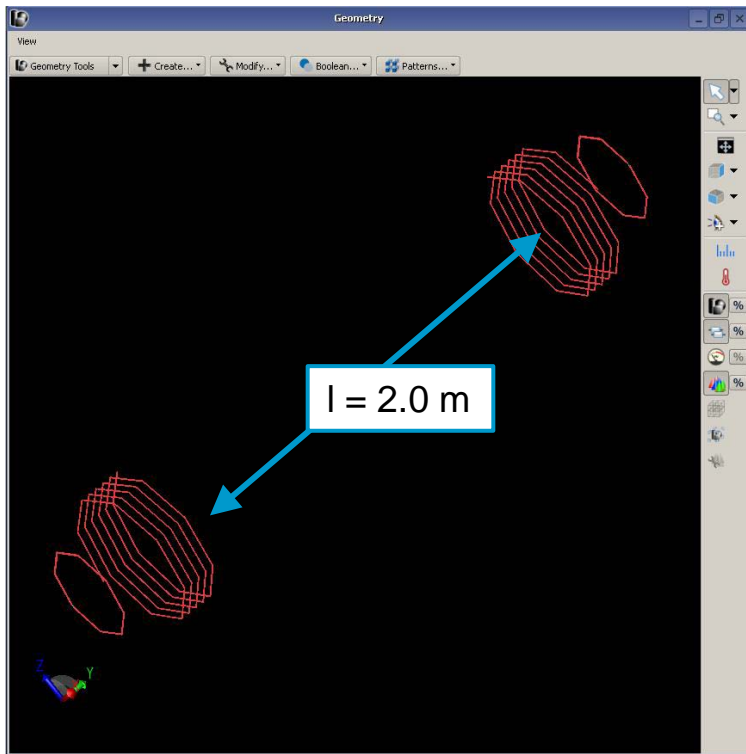 Geometry
View
Geometry Tools Create... Modify... Boolean... Patterns...
%
%
%
%
l = 2.0 m
Z
Y